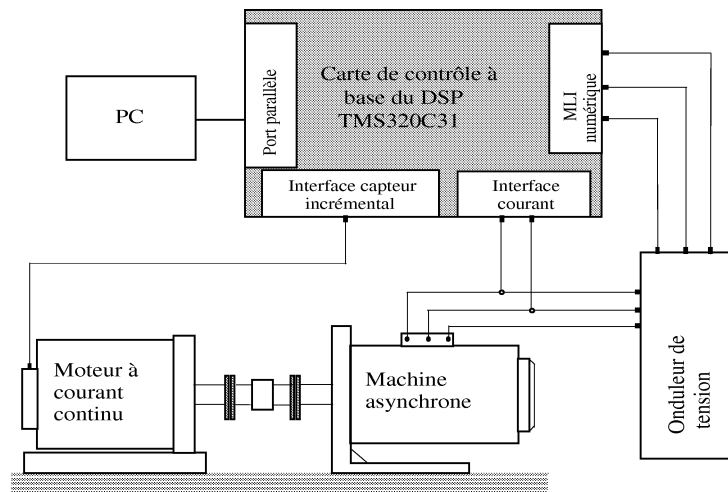 PC
Port parallèle
Carte de contrôle à
base du DSP
TMS320C31
MLI
numérique
Interface capteur
incrémental
Interface
courant
Moteur à
courant
continu
Machine
asynchrone
Onduleur de
tension